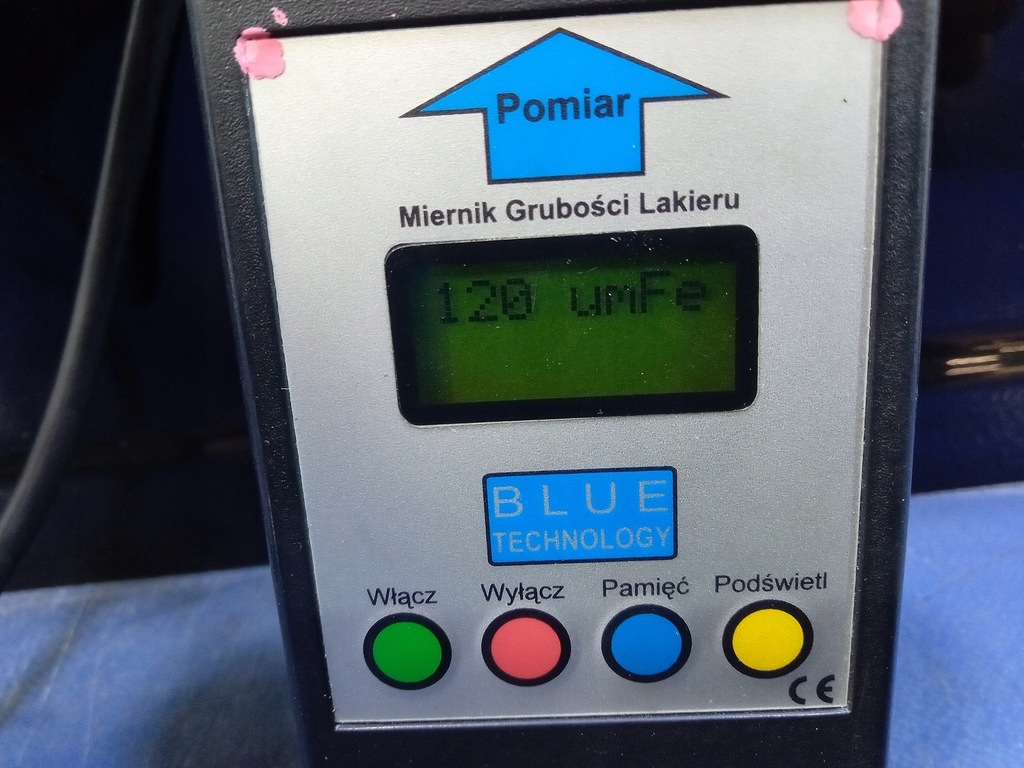 Pomiar
Miernik Grubości Lakieru
120 umFe
BLUE
TECHNOLOGY
Włącz Wyłącz Pamięć Podświetl
CE